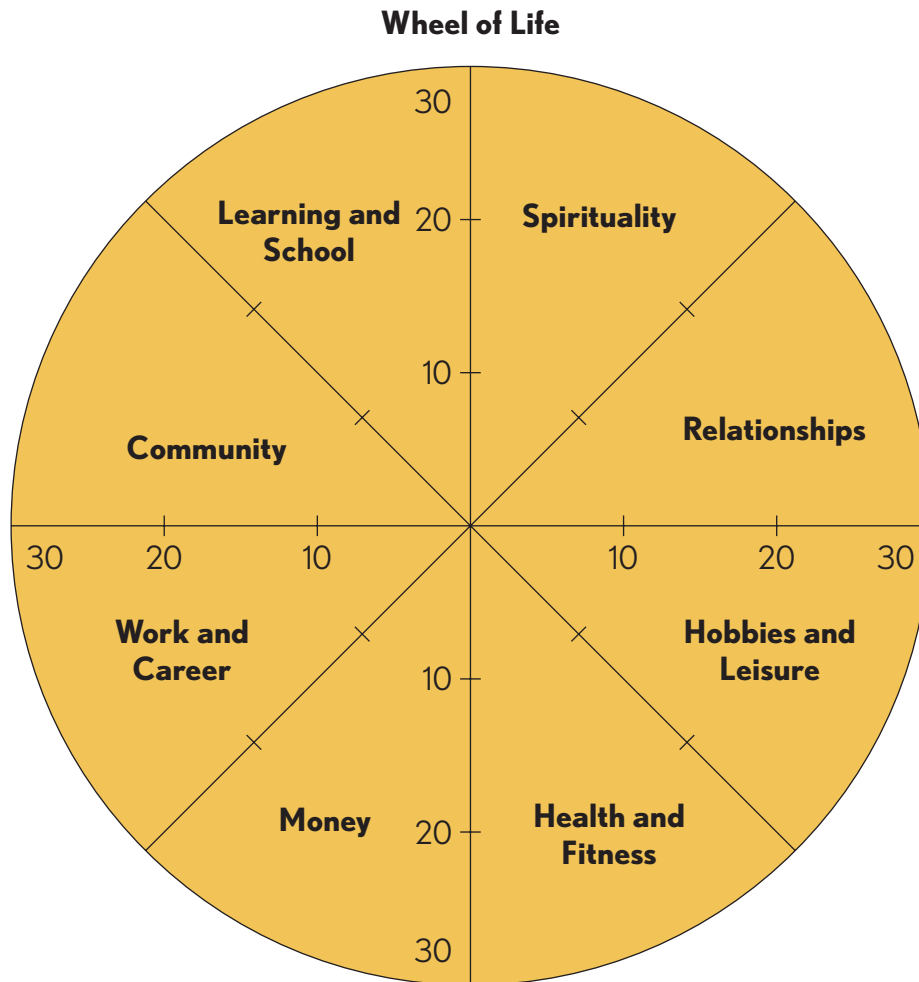 Wheel of Life
30
Learning and
School
20
Spirituality
10
Community
Relationships
30
20
10
10
20
30
Work and
Career
Hobbies and
Leisure
10
Money
20
Health and
Fitness
30